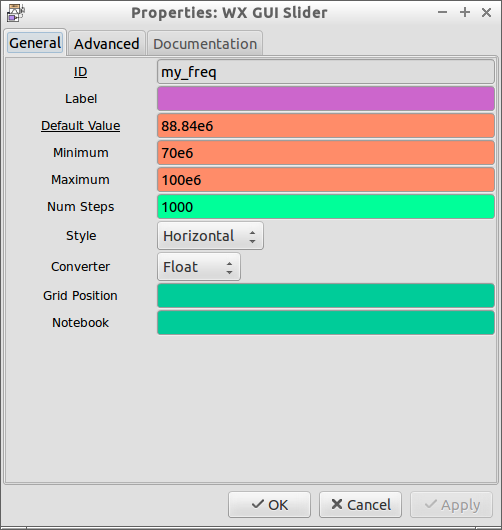 Properties: WX GUI Slider
General Advanced Documentation
ID my_freq
Label
Default Value 88.84e6
Minimum 70e6
Maximum 100e6
Num Steps 1000
Style Horizontal
Converter Float
Grid Position
Notebook
OK Cancel Apply